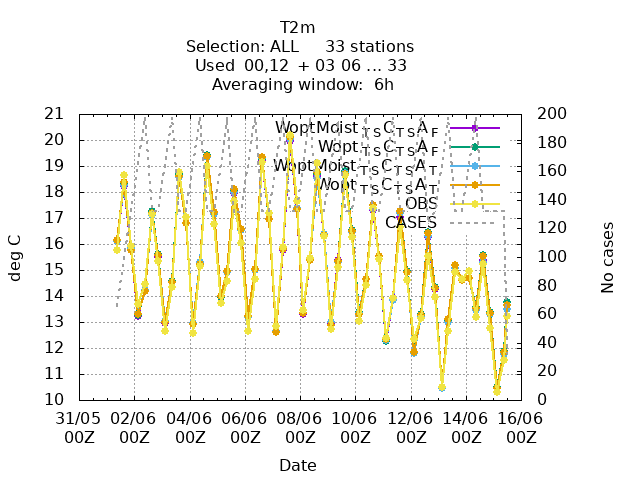 T2m
Selection: ALL 33 stations
Used 00,12 + 03 06 ... 33
Averaging window: 6h
WoptMoist TS C TS A F
Wopt TS C TS A F
WoptMoist TS C TS A T
Wopt TS C TS A T
OBS
CASES
deg C
21
20
19
18
17
16
15
14
13
12
11
10
No cases
200
180
160
140
120
100
80
60
40
20
0
31/05 02/06 04/06 06/06 08/06 10/06 12/06 14/06 16/06
00Z 00Z 00Z 00Z 00Z 00Z 00Z 00Z 00Z
Date